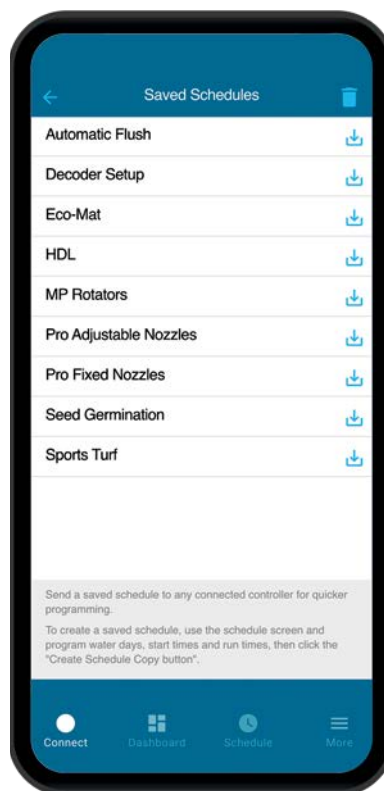 Saved Schedules
Automatic Flush
Decoder Setup
Eco-Mat
HDL
MP Rotators
Pro Adjustable Nozzles
Pro Fixed Nozzles
Seed Germination
Sports Turf
Send a saved schedule to any connected controller for quicker
programming.
To create a saved schedule, use the schedule screen and
program water days, start times and run times, then click the
"Create Schedule Copy button".
Connect Dashboard Schedule More